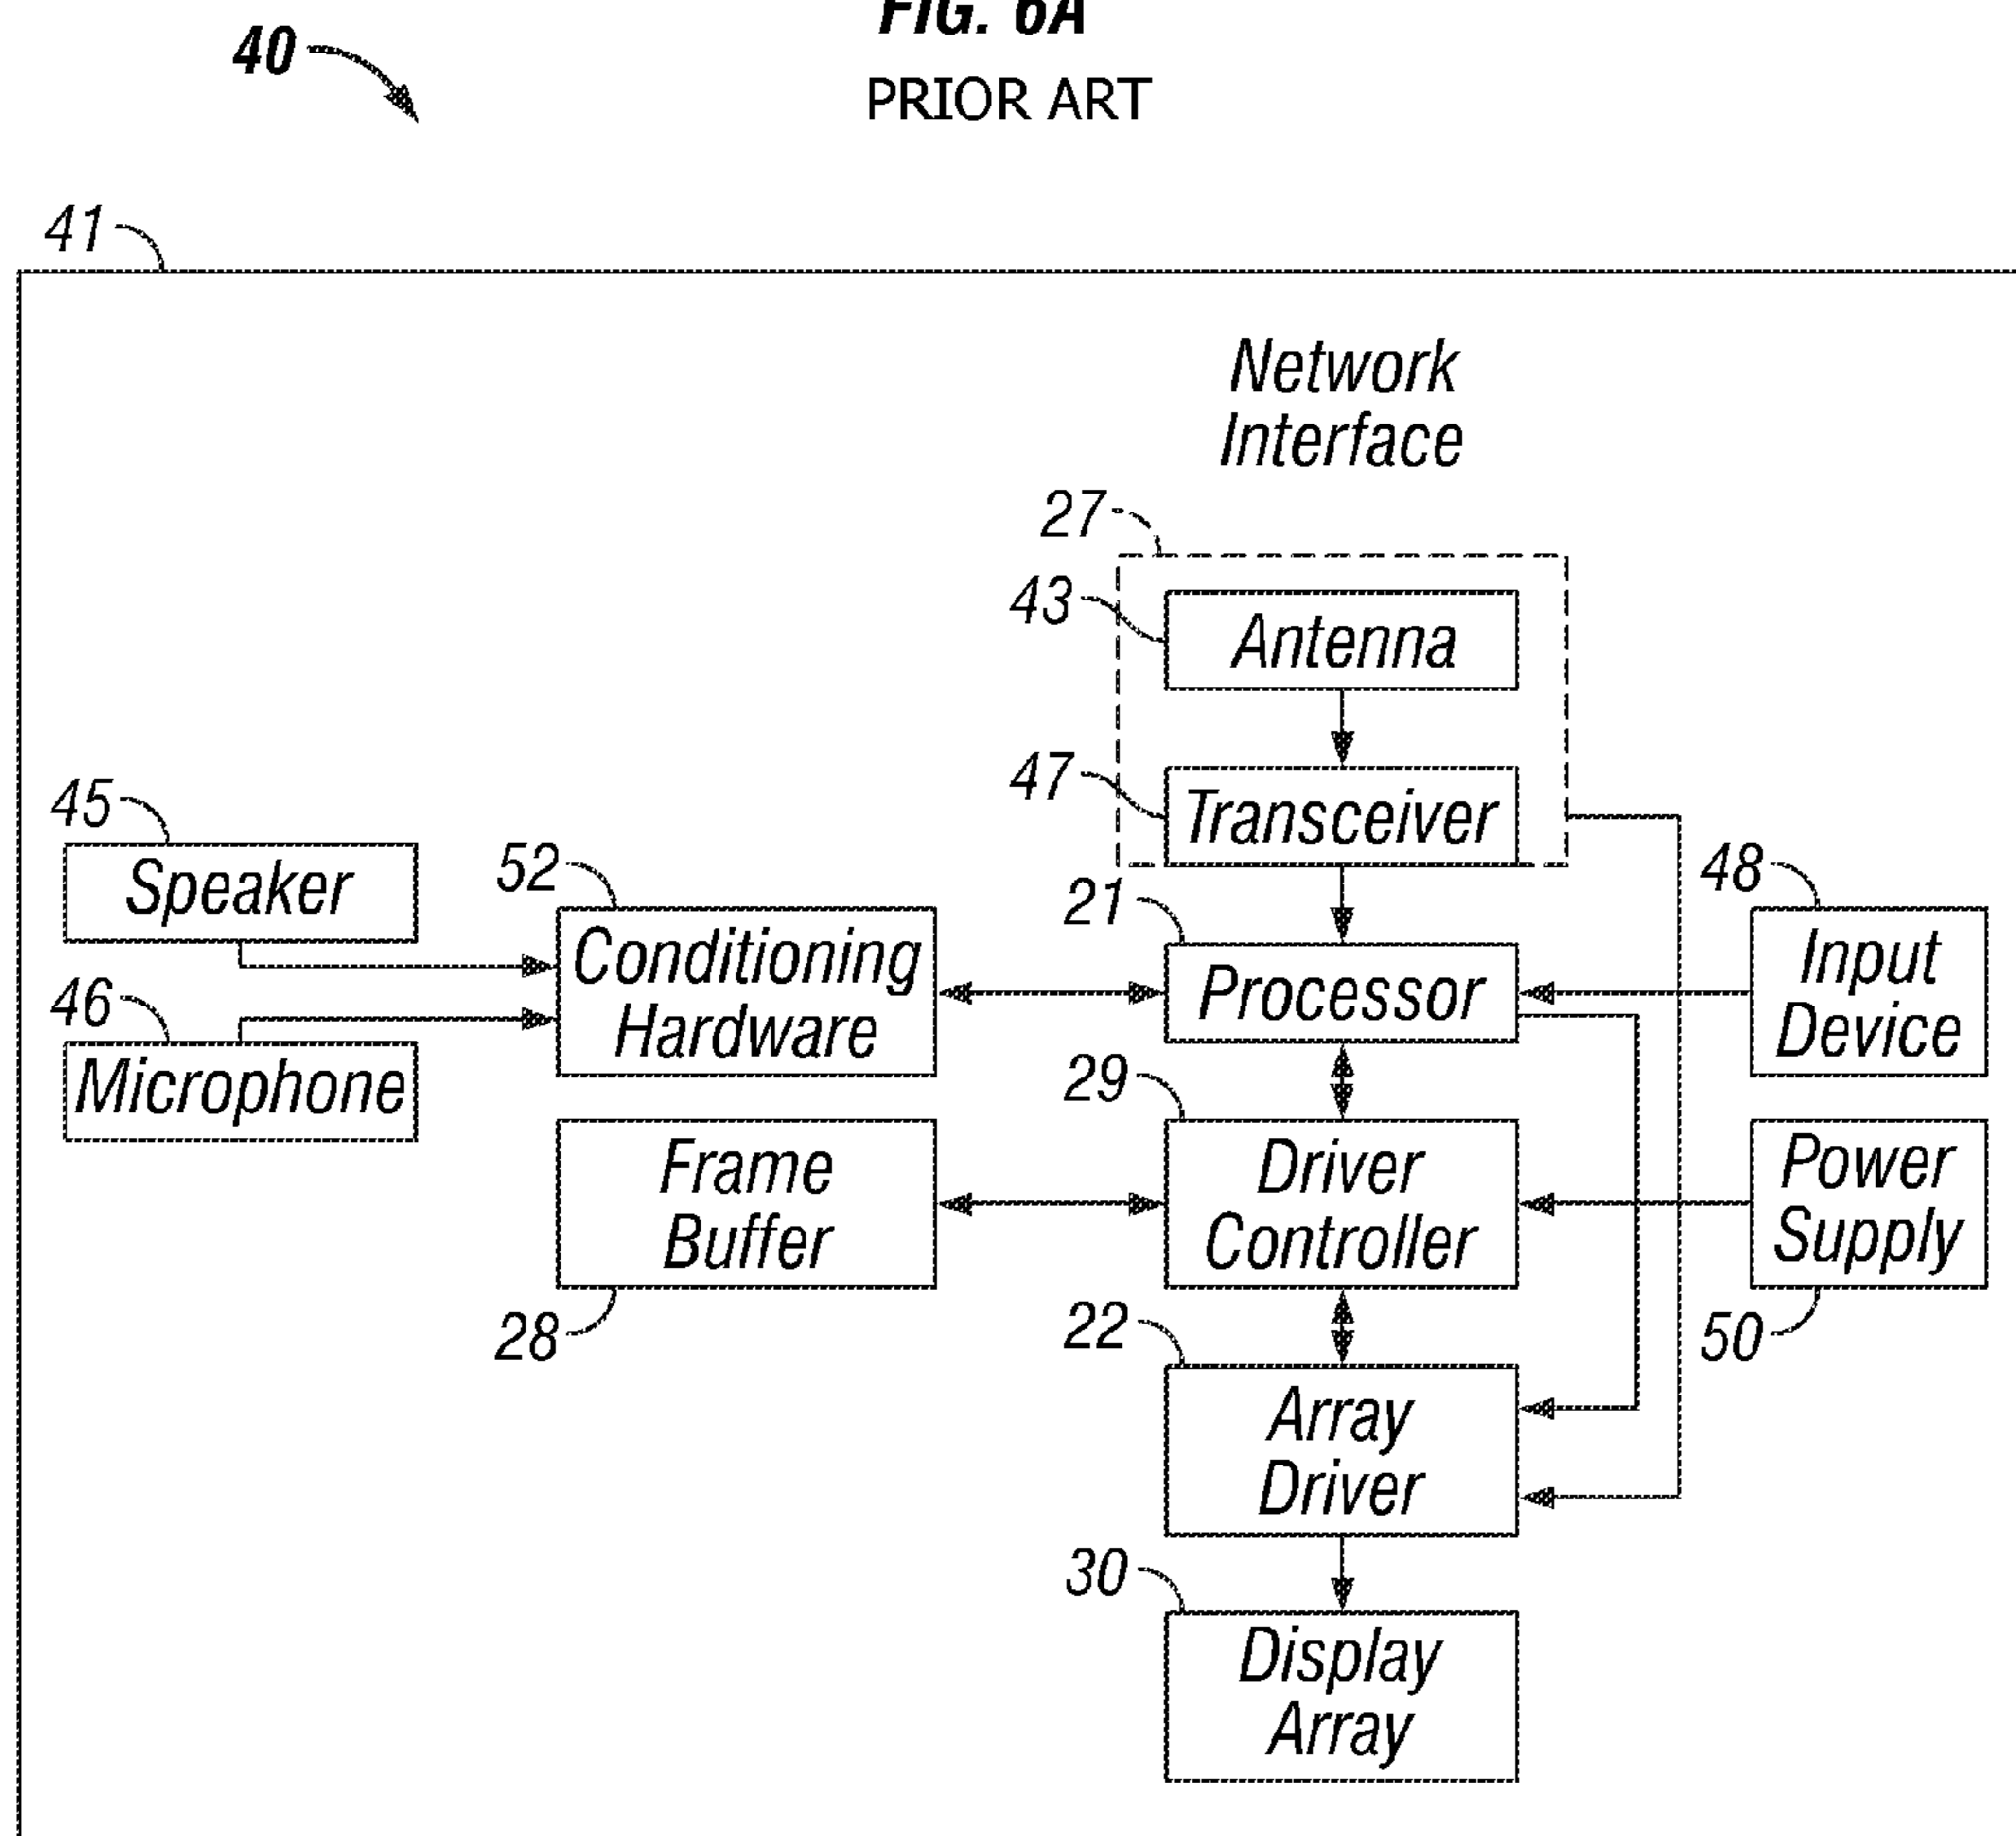 FIG. 6A
40
PRIOR ART
41
Network
Interface
27
43
Antenna
47
Transceiver
45
Speaker
52
Conditioning
Hardware
21
Processor
48
Input
Device
46
Microphone
29
Driver
Controller
Frame
Buffer
28
Power
Supply
50
22
Array
Driver
30
Display
Array